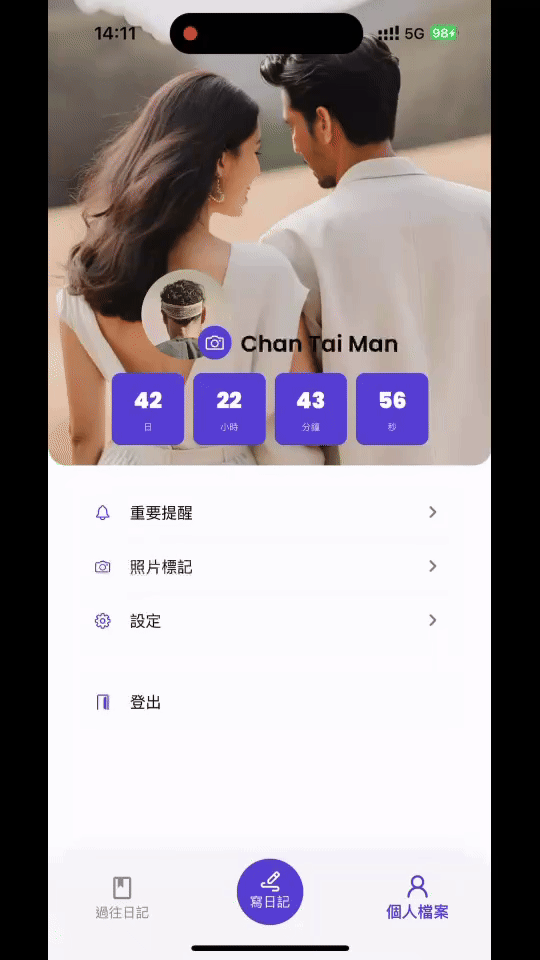 14:11
5G 98
Chan Tai Man
42 22 43 56
日 小時 分鐘 秒
重要提醒
照片標記
設定
登出
過往日記 寫日記 個人檔案